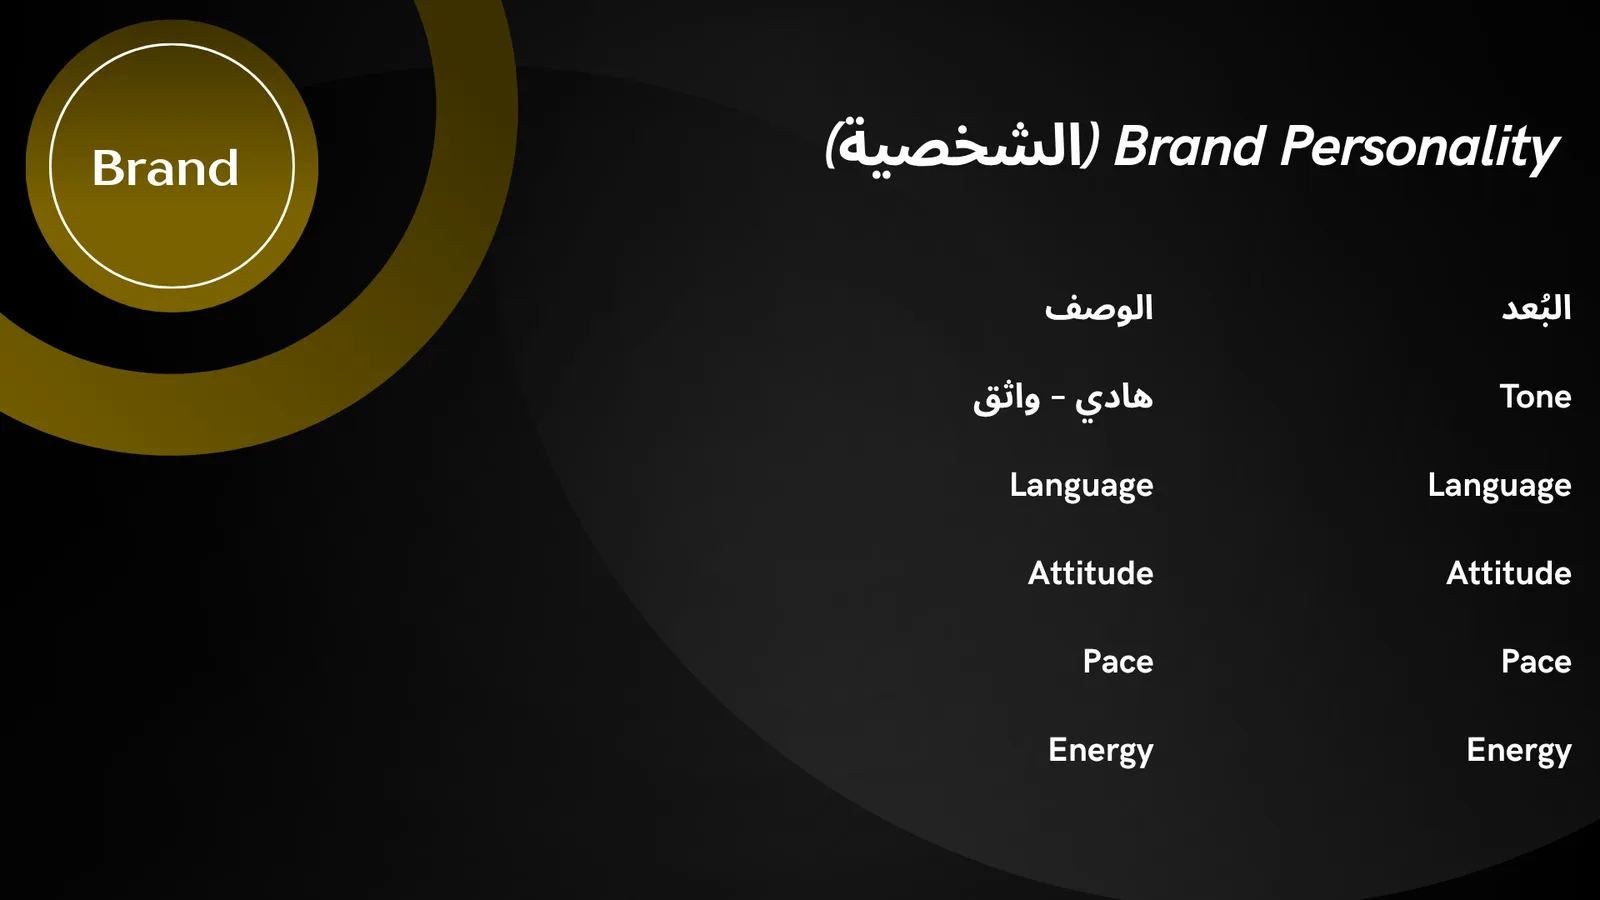 Brand
Brand Personality (الشخصية)
البُعد الوصف
Tone هادي - واثق
Language Language
Attitude Attitude
Pace Pace
Energy Energy